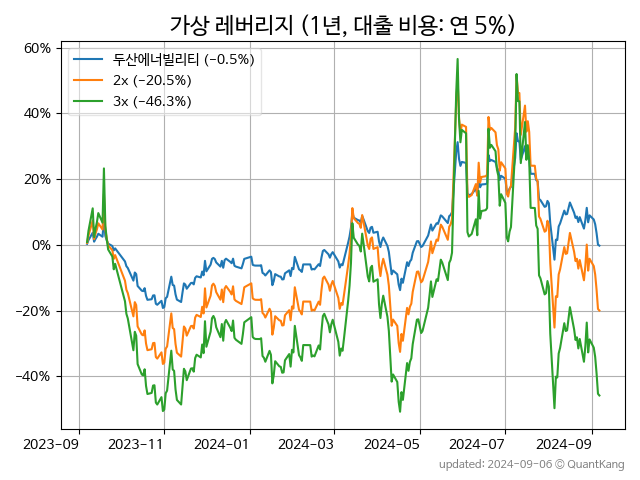 가상 레버리지 (1년, 대출 비용: 연 5%)
두산에너빌리티 (-0.5%)
2x (-20.5%)
3x (-46.3%)
60%
40%
20%
0%
-20%
-40%
2023-09 2023-11 2024-01 2024-03 2024-05 2024-07 2024-09
updated: 2024-09-06 © QuantKang